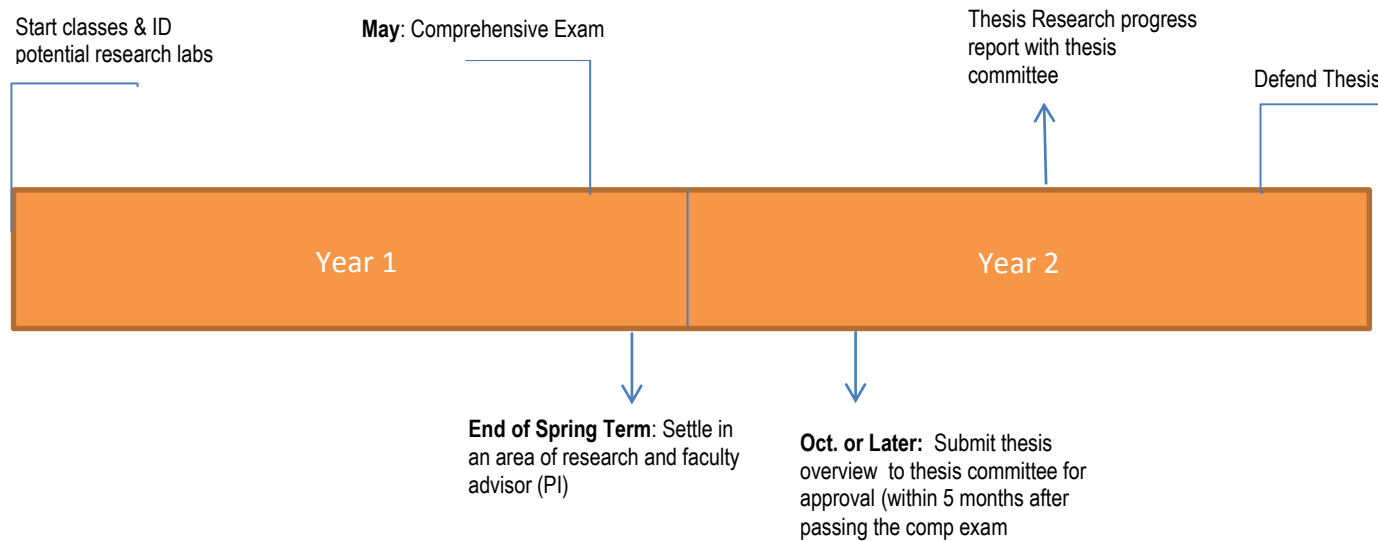 Start classes & ID
potential research labs
May: Comprehensive Exam
Thesis Research progress
report with thesis
committee
Defend Thesis
Year 1
Year 2
End of Spring Term: Settle in
an area of research and faculty
advisor (PI)
Oct. or Later:  Submit thesis
overview  to thesis committee for
approval (within 5 months after
passing the comp exam